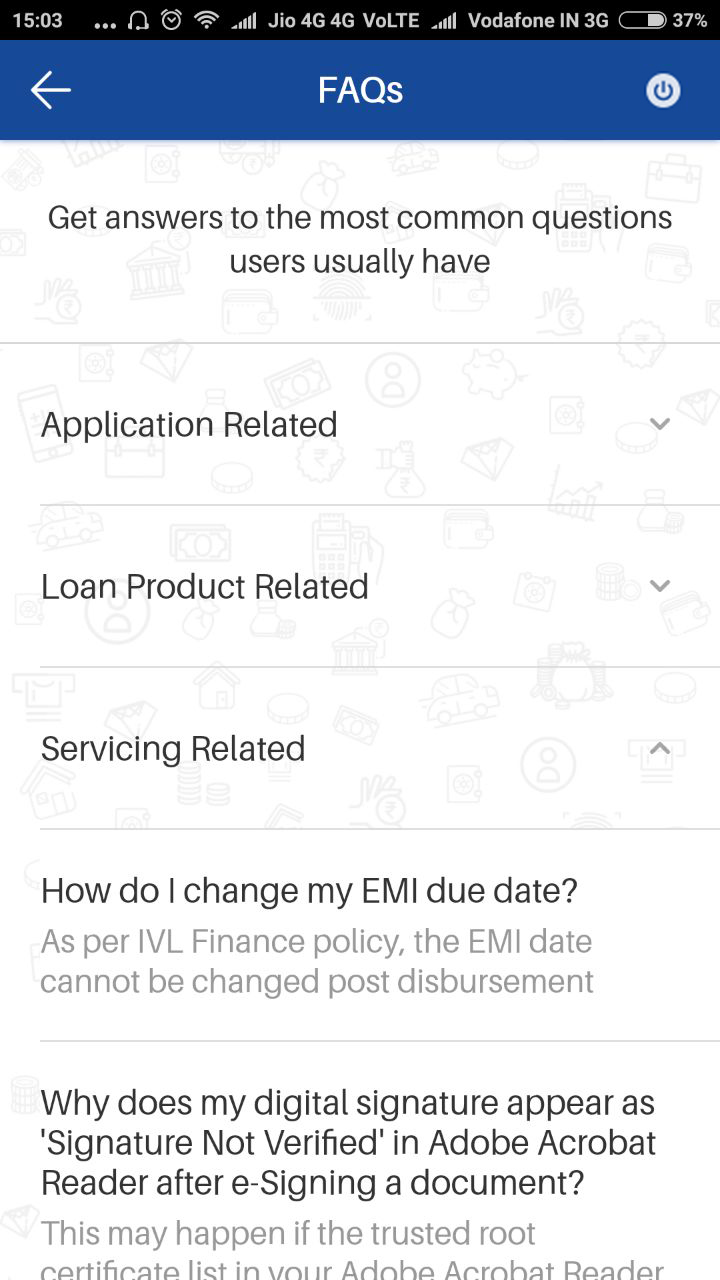 15:03 ... Jio 4G 4G VoLTE Vodafone IN 3G 37%
FAQs
Get answers to the most common questions
users usually have
Application Related
Loan Product Related
Servicing Related
How do I change my EMI due date?
As per IVL Finance policy, the EMI date
cannot be changed post disbursement
Why does my digital signature appear as
'Signature Not Verified' in Adobe Acrobat
Reader after e-Signing a document?
This may happen if the trusted root
certificate list in your Adobe Acrobat Reader